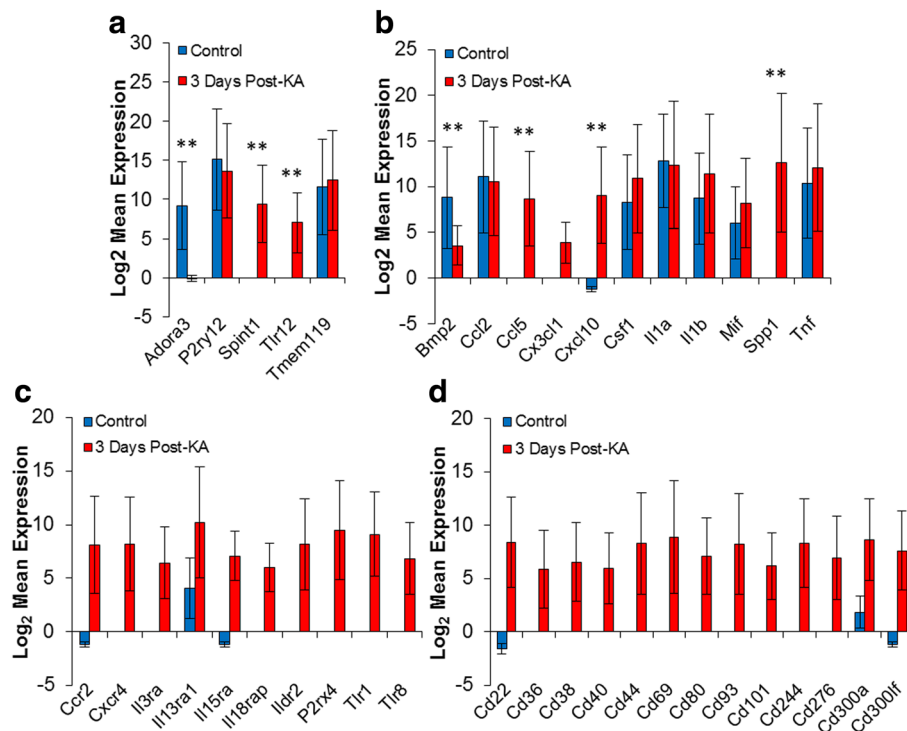 a
30
25
20
15
10
5
0
-5
Log2 Mean Expression
Control
3 Days Post-KA
**
**
**
Adora3
P2ry12
Spint1
Tlr12
Tmem119
b
25
20
15
10
5
0
-5
Log2 Mean Expression
Control
3 Days Post-KA
**
**
**
**
Bmp2
Ccl2
Ccl5
Cx3cl1
Cxcl10
Csf1
Il1a
Il1b
Mif
Spp1
Tnf
c
20
15
10
5
0
-5
Log2 Mean Expression
Control
3 Days Post-KA
Ccr2
Cxcr4
Il3ra
Il13ra1
Il15ra
Il18rap
Ildr2
P2rx4
Tlr1
Tlr8
d
20
15
10
5
0
-5
Log2 Mean Expression
Control
3 Days Post-KA
Cd22
Cd36
Cd38
Cd40
Cd44
Cd69
Cd80
Cd93
Cd101
Cd244
Cd276
Cd300a
Cd300lf